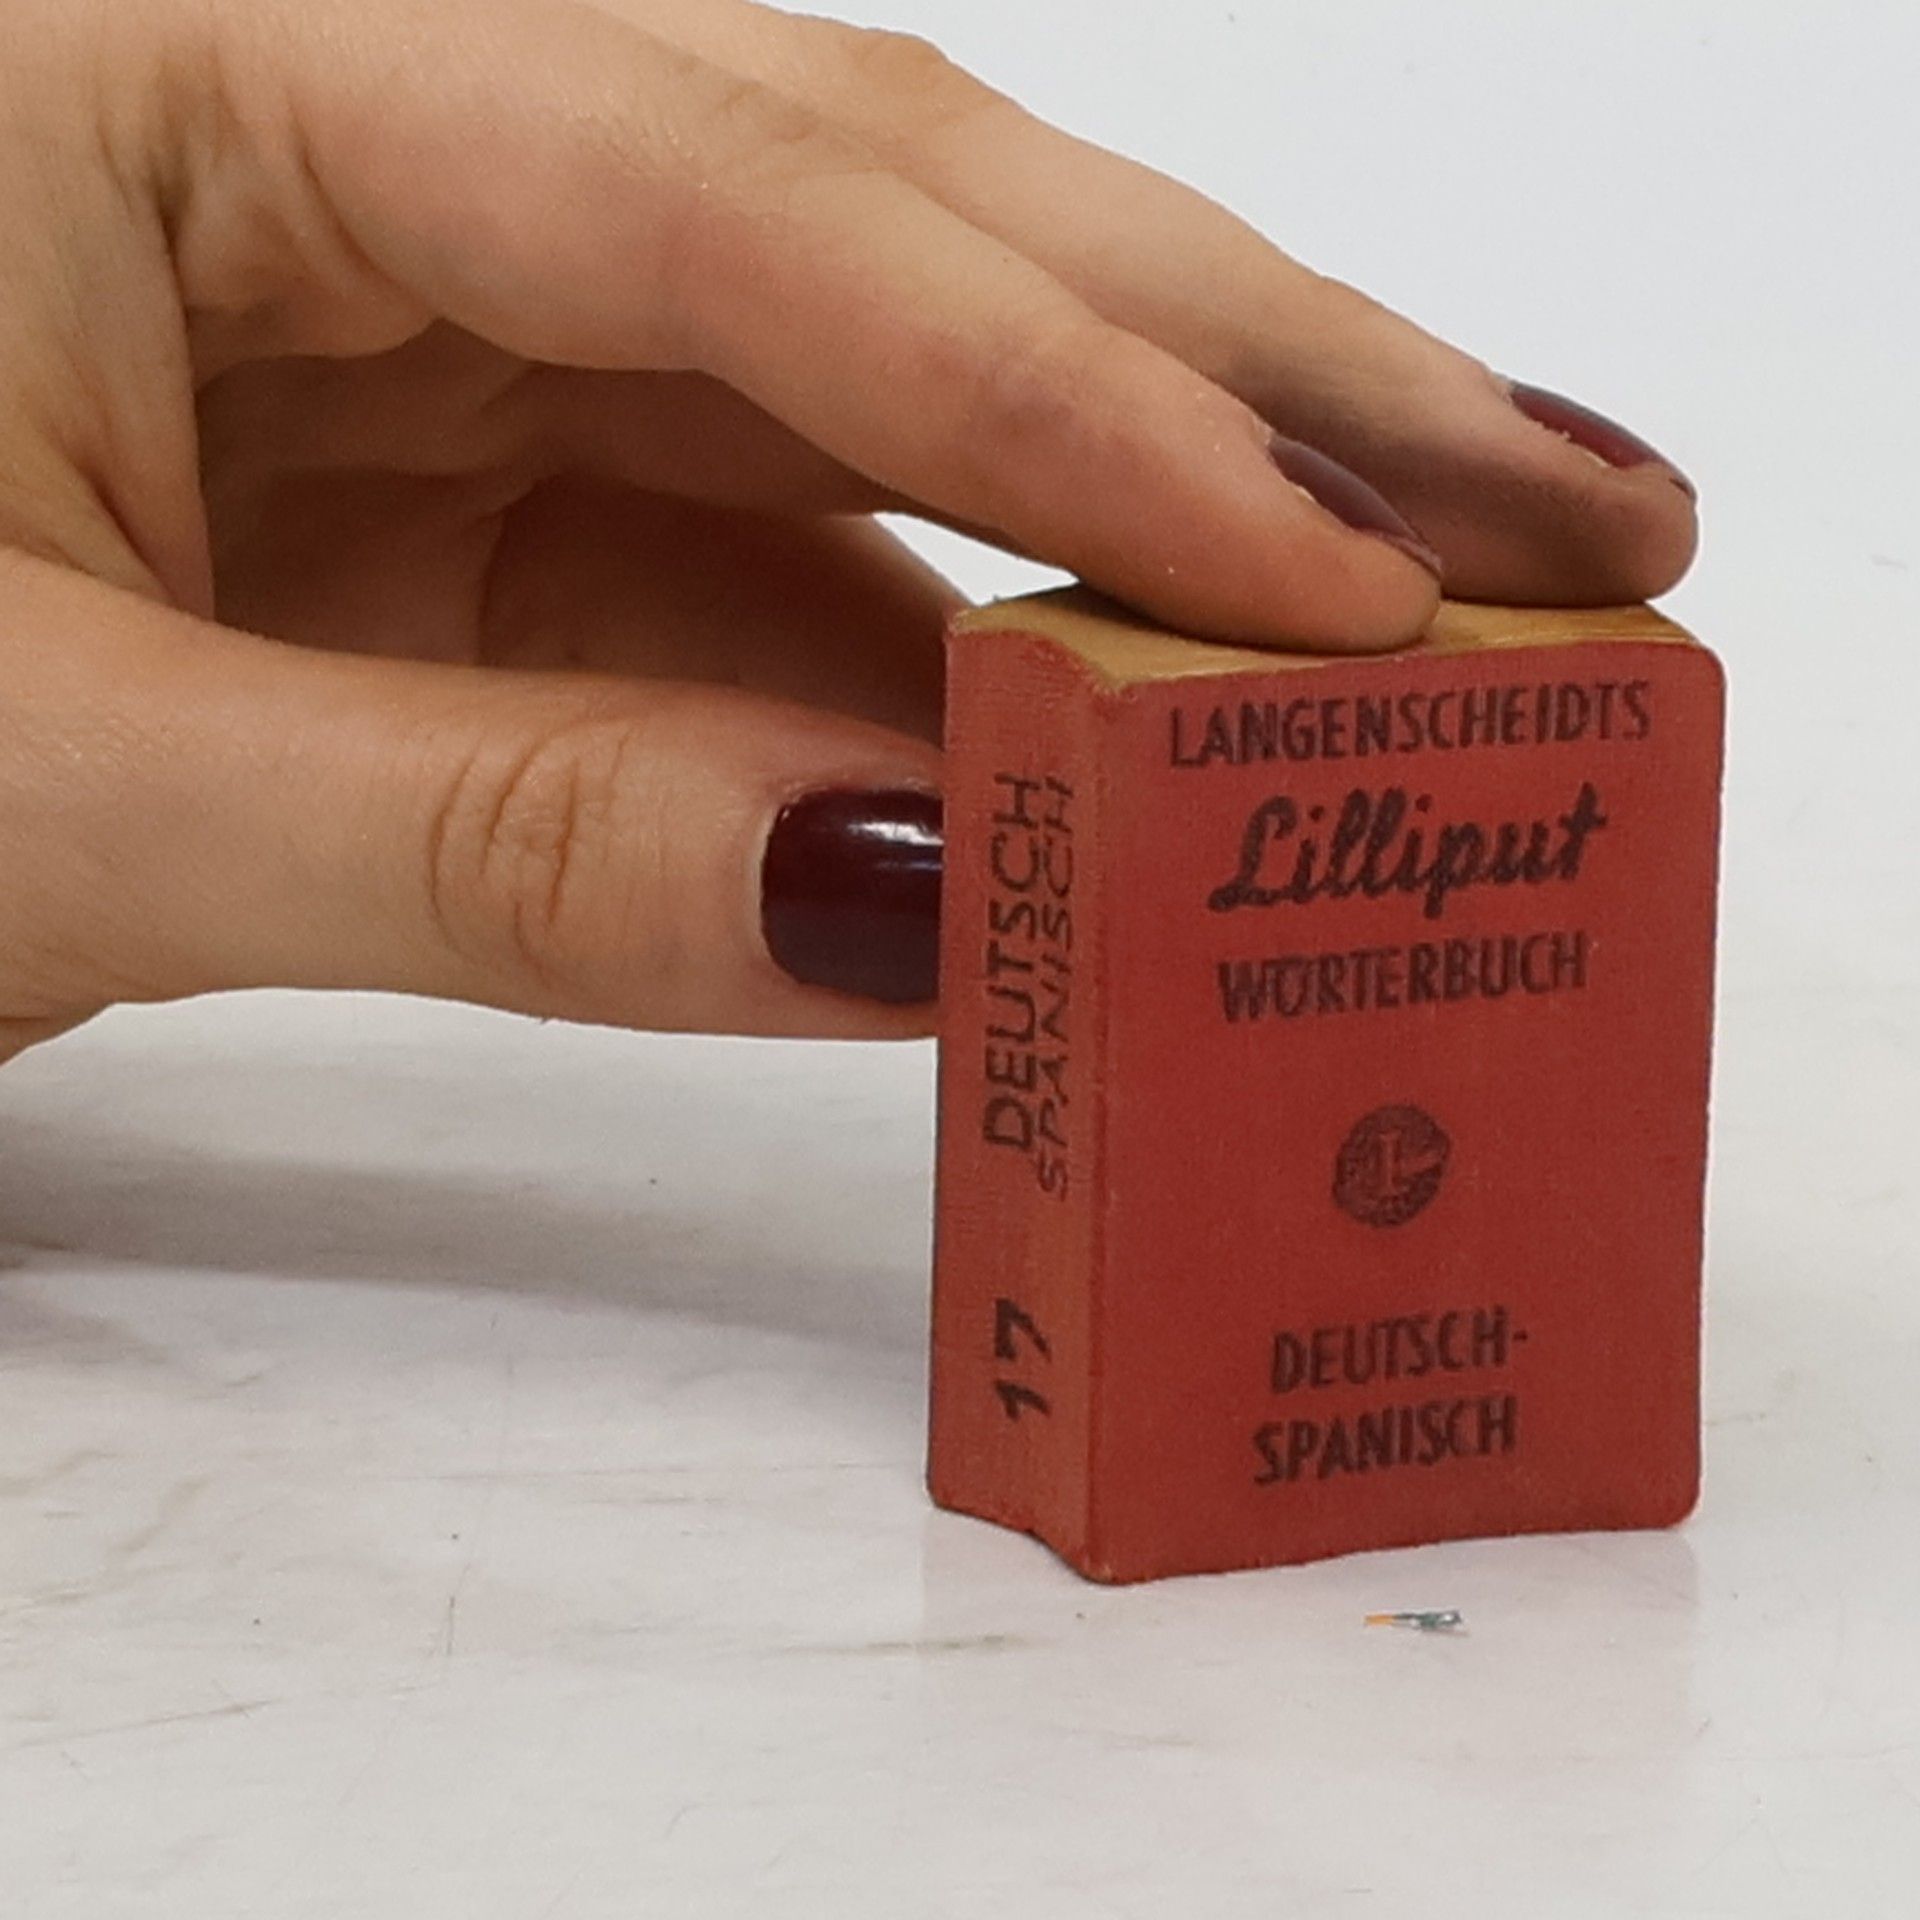 LANGENSCHEIDTS
Lilliput
WÖRTERBUCH
L
DEUTSCH-
SPANISCH
DEUTSCH
SPANISCH
17